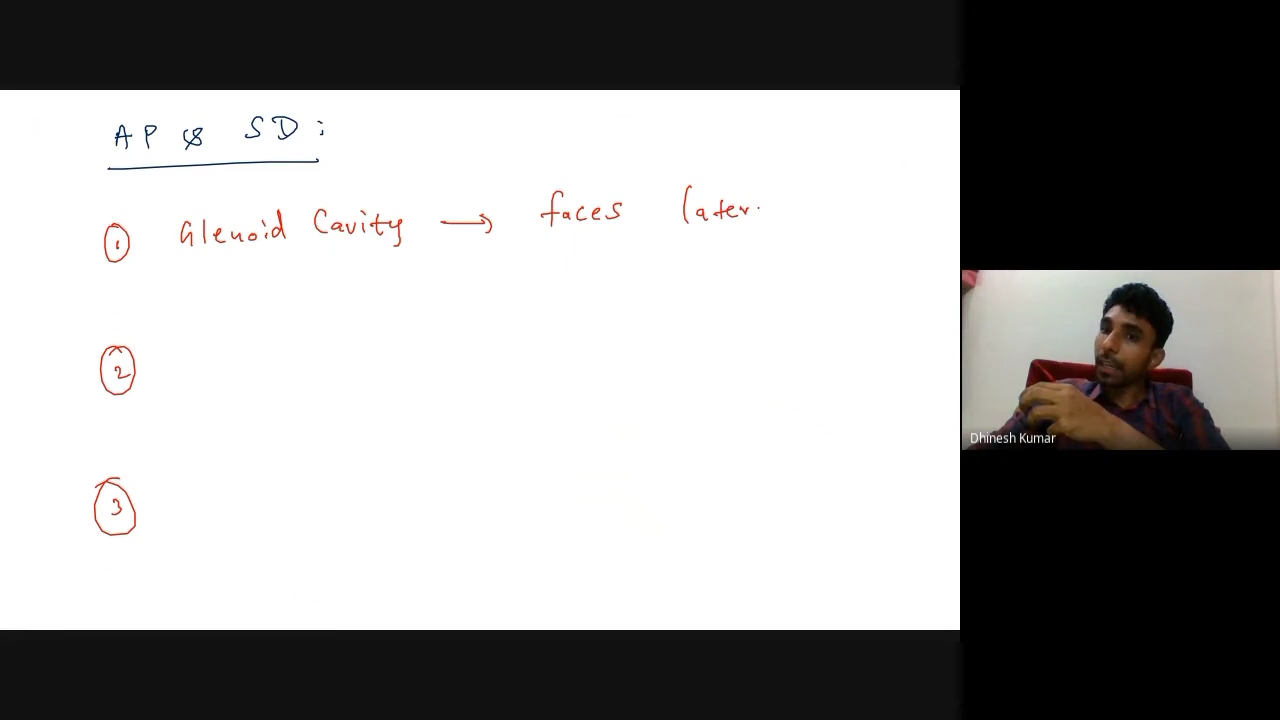 AP & SD:
① Glenoid Cavity → faces later.
②
③
Dhinesh Kumar